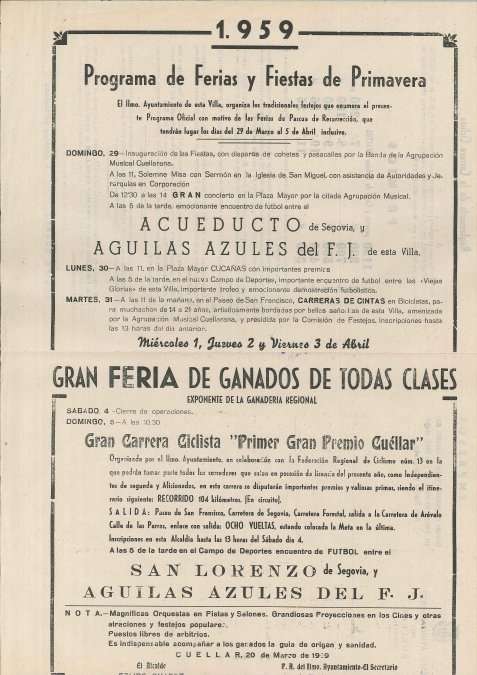 1.959
Programa de Ferias y Fiestas de Primavera
El Ilmo. Ayuntamiento de esta Villa, organiza los tradicionales festejos que enumera el presen-
te Programa Oficial con motivo de las Ferias de Pascua de Resurrección, que
tendrán lugar los días del 29 de Marzo al 5 de Abril inclusive.
DOMINGO, 29—Inauguración de las Fiestas, con disparos de cohetes y pasacalles por la Banda de la Agrupación
Musical Cuellarana.
A las 11, Solemne Misa con Sermón en la Iglesia de San Miguel, con asistencia de Autoridades y Je-
rarquías en Corporación
De 12'30 a las 14 GRAN concierto en la Plaza Mayor por la citada Agrupación Musical.
A las 5 de la tarde, emocionante encuentro de futbol entre el
ACUEDUCTO de Segovia, y
AGUILAS AZULES del F. J. de esta Villa.
LUNES, 30—A las 11, en la Plaza Mayor CUCAÑAS con importantes premios
A las 5 de la tarde, en el nuevo Campo de Deportes, importante encuentro de futbol entre las «Viejas
Glorias» de esta Villa, importante trofeo y emocionante demostración futbolística.
MARTES, 31—A las 11 de la mañana, en el Paseo de San Francisco, CARRERAS DE CINTAS en Bicicletas, pa-
ra muchachos de 14 a 21 años, artísticamente bordadas por bellas señoritas de esta Villa, amenizada
por la Agrupación Musical Cuellarana, y presidida por la Comisión de Festejos. Inscripciones hasta
las 13 horas del día anterior.
Miércoles 1, Jueves 2 y Viernes 3 de Abril
GRAN FERIA DE GANADOS DE TODAS CLASES
EXPONENTE DE LA GANADERIA REGIONAL
SABADO 4 -Cierre de operaciones.
DOMINGO, 5—A las 10,30
Gran Carrera Ciclista "Primer Gran Premio Cuéllar"
Organizada por el Ilmo. Ayuntamiento, en colaboración con la Federación Regional de Ciclismo núm. 13 en la
que podrán tomar parte todos los corredores que estén en posesión de licencia del presente año, como Independien-
tes de segunda y Aficionados, en esta carrera se disputarán importantes premios y valiosas primas, siendo el itine-
rario siguiente: RECORRIDO 104 kilómetros. (En circuito).
SALIDA: Paseo de San Francisco, Carretera de Segovia, Carretera Forestal, salida a la Carretera de Arévalo
Calle de las Parras, enlace con salida: OCHO VUELTAS, estando colocada la Meta en la última.
Inscripciones en esta Alcaldía hasta las 13 horas del Sábado día 4.
A las 5 de la tarde en el Campo de Deportes encuentro de FUTBOL entre el
SAN LORENZO de Segovia, y
AGUILAS AZULES DEL F. J.
NOTA.—Magníficas Orquestas en Pistas y Salones. Grandiosas Proyecciones en los Cines y otras
atracciones y festejos populares.
Puestos libres de arbitrios.
Es indispensable acompañar a los ganados la guía de origen y sanidad.
CUELLAR, 20 de Marzo de 1959
El Alcalde P. A. del Ilmo. Ayuntamiento-El Secretario